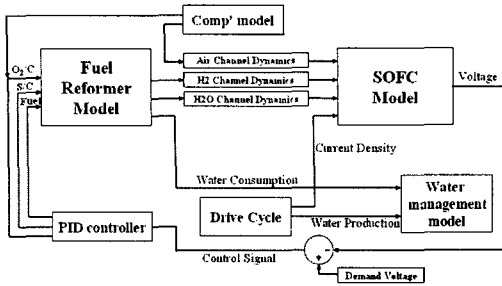 Comp' model
Air Channel Dynamics
O2/C
Fuel
Reformer
Model
H2 Channel Dynamics
SOFC
Model
Voltage
S/C
Fuel
H2O Channel Dynamics
Current Density
Water Consumption
Water
management
model
Drive Cycle
Water Production
PID controller
Control Signal
-
+
Demand Voltage